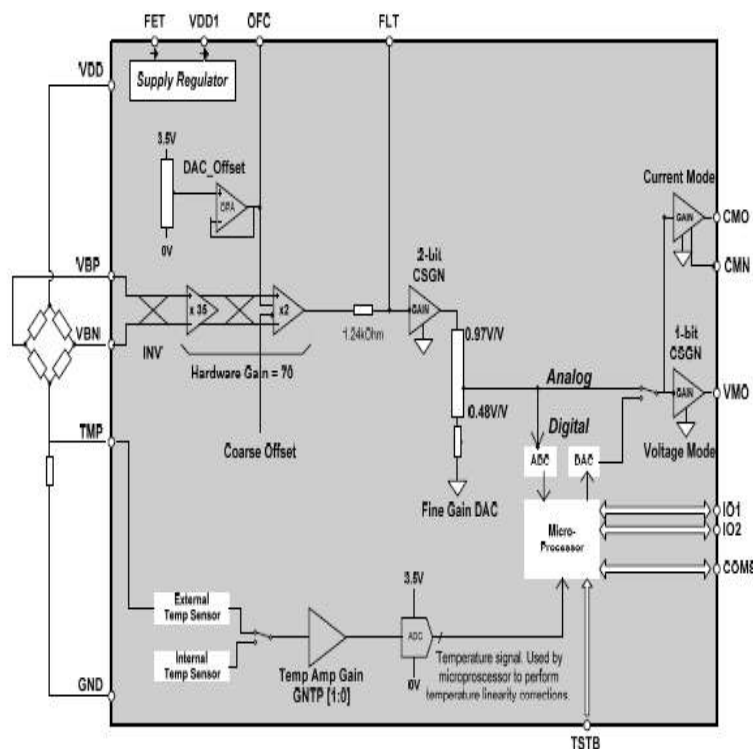 FET VDD1 OFC FLT
VDD
Supply Regulator
3.5V
DAC_Offset
OPA
0V
Current Mode
GAIN
CMO
CMN
VBP
2-bit
CSGN
x 35
x2
GAIN
1.24kOhm
0.97V/V
1-bit
CSGN
VBN
INV
Hardware Gain = 70
Analog
GAIN
VMO
0.48V/V
TMP
Digital
Voltage Mode
Coarse Offset
ADC DAC
Fine Gain DAC
Micro-
Processor
IO1
IO2
COMS
External
Temp Sensor
3.5V
ADC
Internal
Temp Sensor
Temp Amp Gain
GNTP [1:0]
0V
Temperature signal. Used by
microproscessor to perform
temperature linearity corrections.
GND
TSTB